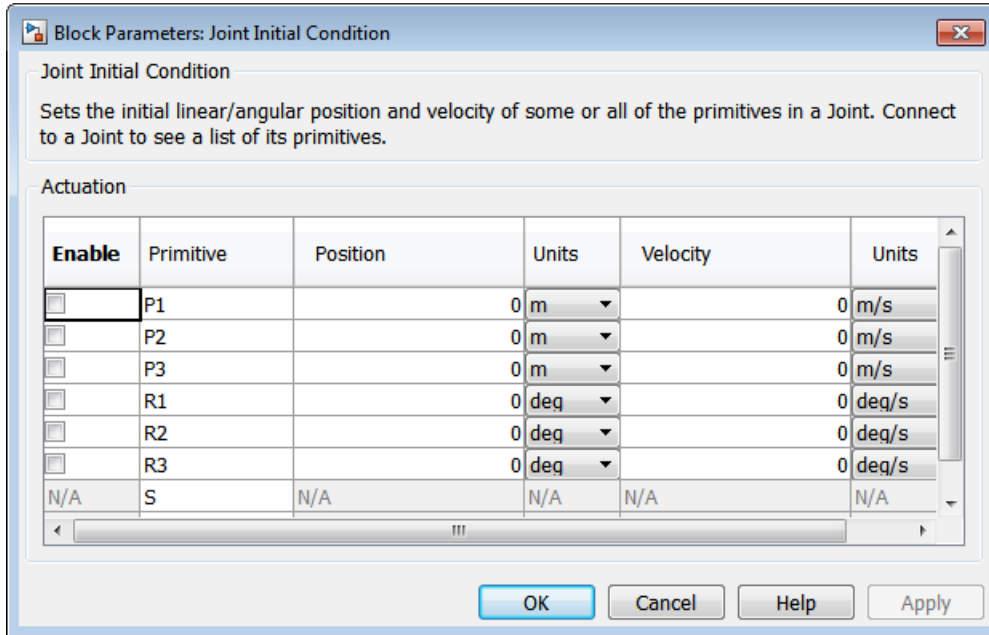 Block Parameters: Joint Initial Condition
Joint Initial Condition
Sets the initial linear/angular position and velocity of some or all of the primitives in a Joint. Connect
to a Joint to see a list of its primitives.
Actuation
Enable Primitive Position Units Velocity Units
P1 0 m 0 m/s
P2 0 m 0 m/s
P3 0 m 0 m/s
R1 0 deg 0 deg/s
R2 0 deg 0 deg/s
R3 0 deg 0 deg/s
N/A S N/A N/A N/A N/A
OK Cancel Help Apply